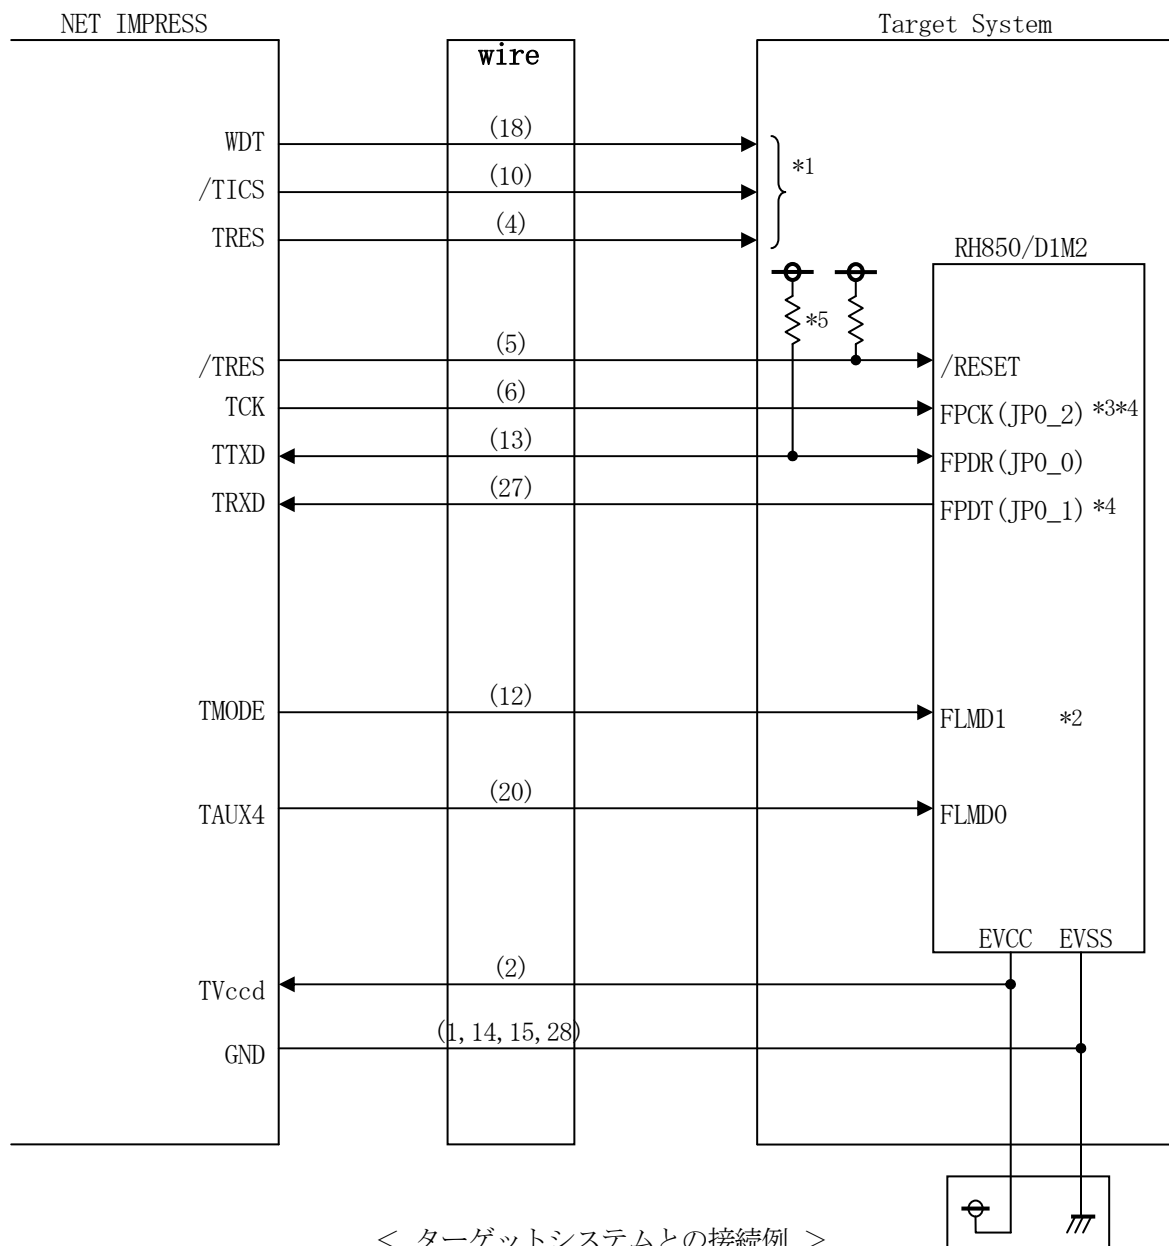 NET IMPRESS
Target System
wire
WDT (18)
*1
/TICS (10)
TRES (4)
RH850/D1M2
*5
/TRES (5) /RESET
TCK (6) FPCK(JP0_2) *3*4
TTXD (13) FPDR(JP0_0)
TRXD (27) FPDT(JP0_1) *4
TMODE (12) FLMD1 *2
TAUX4 (20) FLMD0
EVCC EVSS
TVccd (2)
GND (1,14,15,28)
< ターゲットシステムとの接続例 >